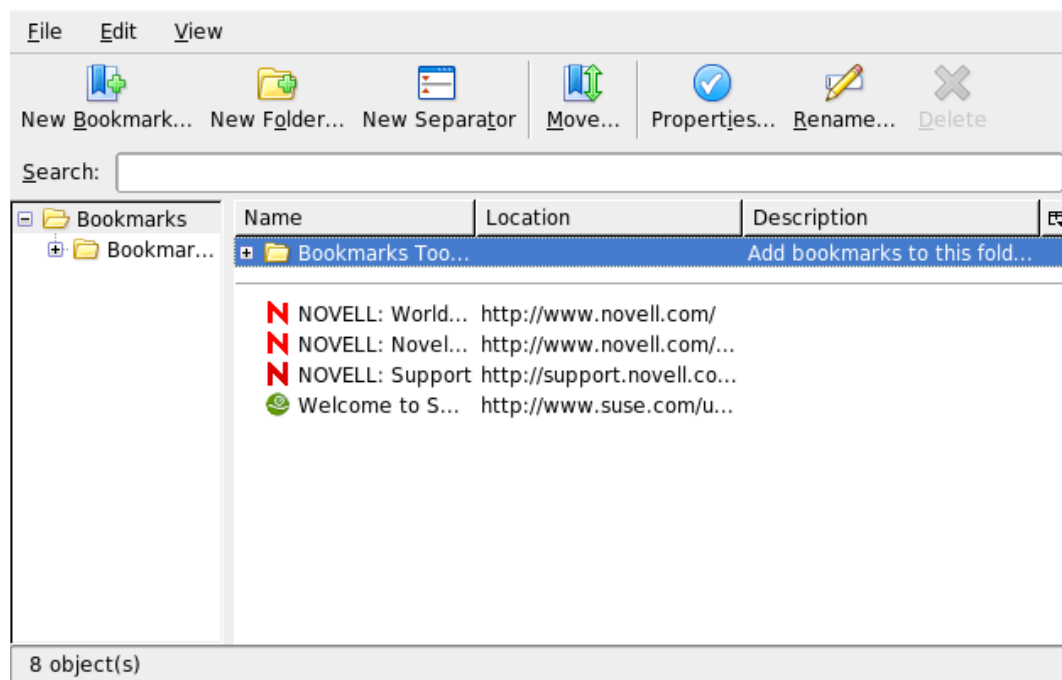 File Edit View
New Bookmark... New Folder... New Separator Move... Properties... Rename... Delete
Search:
Bookmarks
Bookmar...
Name Location Description
Bookmarks Too... Add bookmarks to this fold...
NOVELL: World... http://www.novell.com/
NOVELL: Novel... http://www.novell.com/...
NOVELL: Support http://support.novell.co...
Welcome to S... http://www.suse.com/u...
8 object(s)